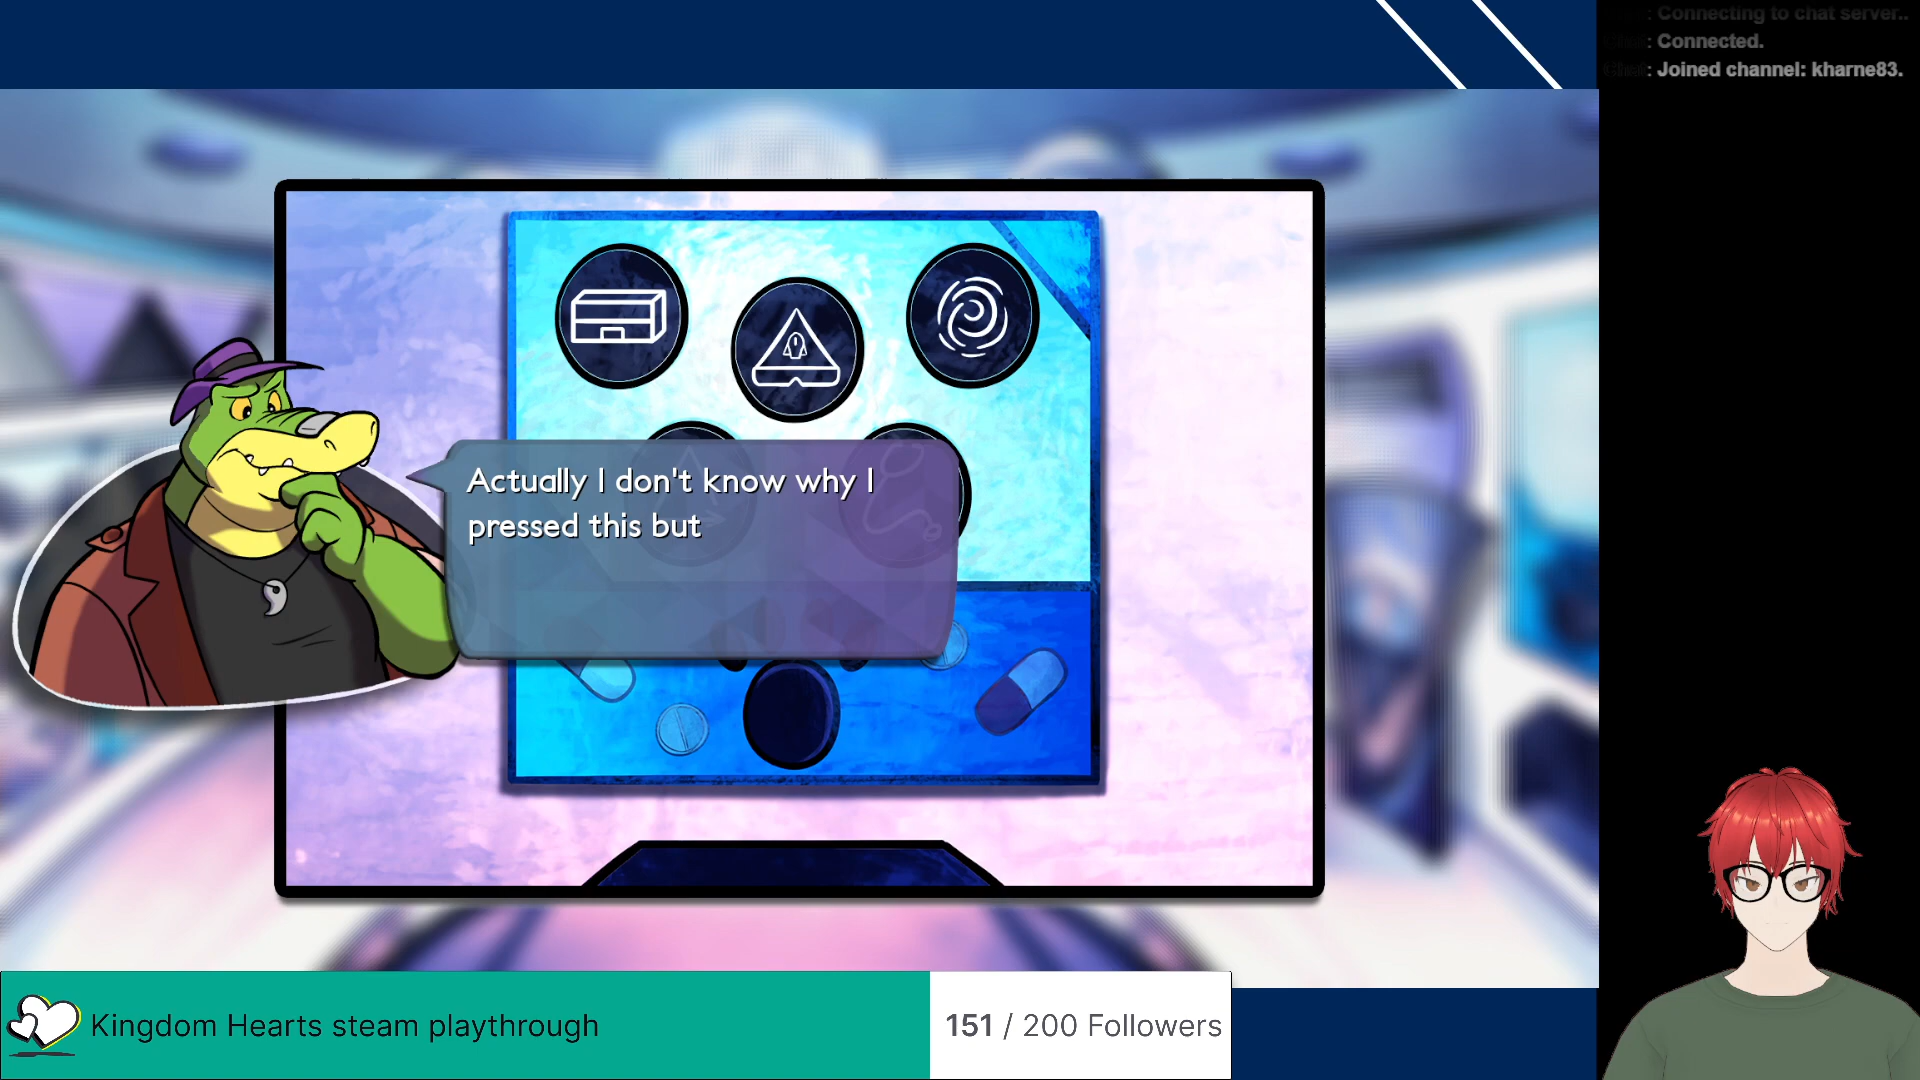 : Connecting to chat server..
: Connected.
: Joined channel: kharne83.
Actually I don't know why I
pressed this but
Kingdom Hearts steam playthrough
151 / 200 Followers